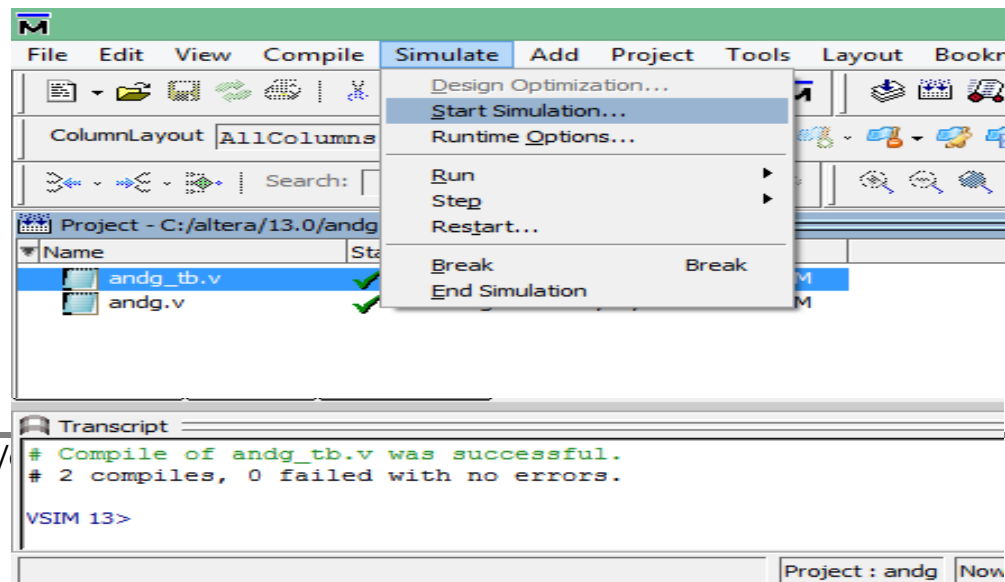 M
File Edit View Compile Simulate Add Project Tools Layout
Design Optimization...
Start Simulation...
ColumnLayout AllColumns
Runtime Options...
Search:
Run
Step
Project - C:/altera/13.0/andg
Restart...
Name
Break Break
andg_tb.v M
End Simulation
andg.v M
Transcript
# Compile of andg_tb.v was successful.
# 2 compiles, 0 failed with no errors.
VSIM 13>
Project : andg Now